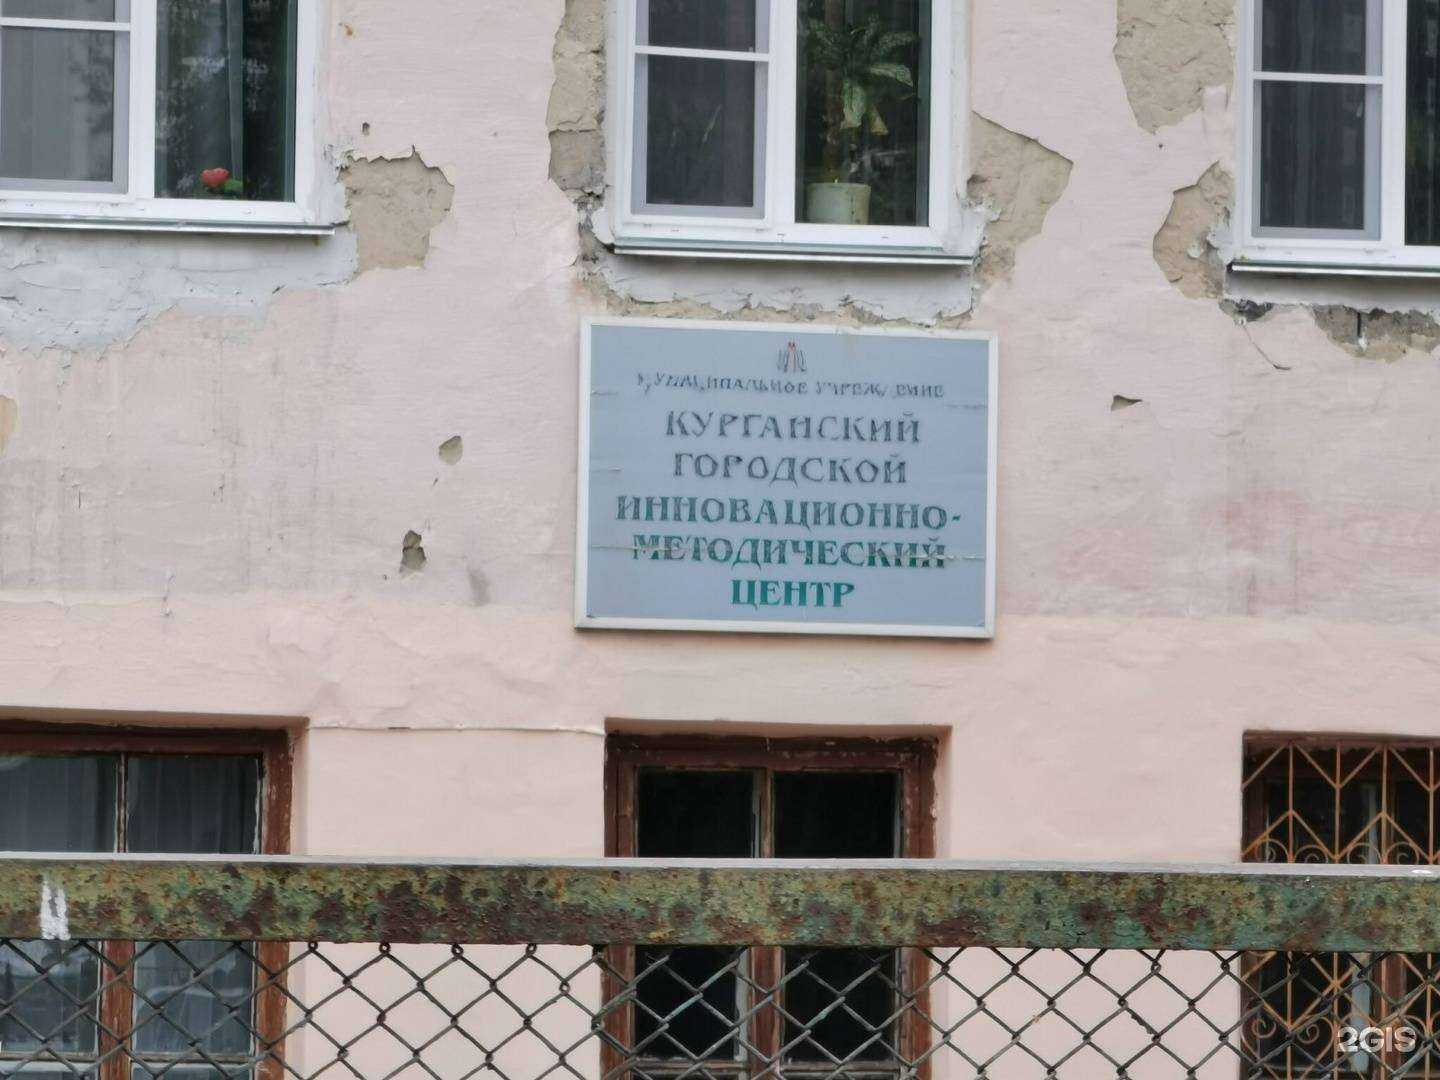 МУНИЦИПАЛЬНОЕ УЧРЕЖДЕНИЕ
КУРГАНСКИЙ
ГОРОДСКОЙ
ИННОВАЦИОННО-
МЕТОДИЧЕСКИЙ
ЦЕНТР
2GIS